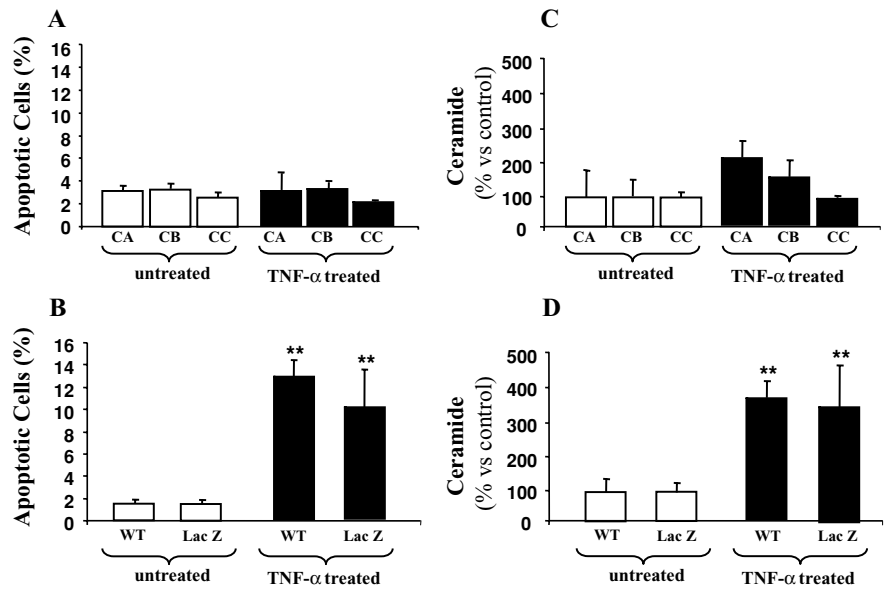 A
Apoptotic Cells (%)
16
14
12
10
8
6
4
2
0
CA CB CC CA CB CC
untreated TNF-α treated
C
Ceramide
(% vs control)
500
400
300
200
100
0
CA CB CC CA CB CC
untreated TNF-α treated
B
Apoptotic Cells (%)
16
14
12
10
8
6
4
2
0
** **
WT Lac Z WT Lac Z
untreated TNF-α treated
D
Ceramide
(% vs control)
500
400
300
200
100
0
** **
WT Lac Z WT Lac Z
untreated TNF-α treated